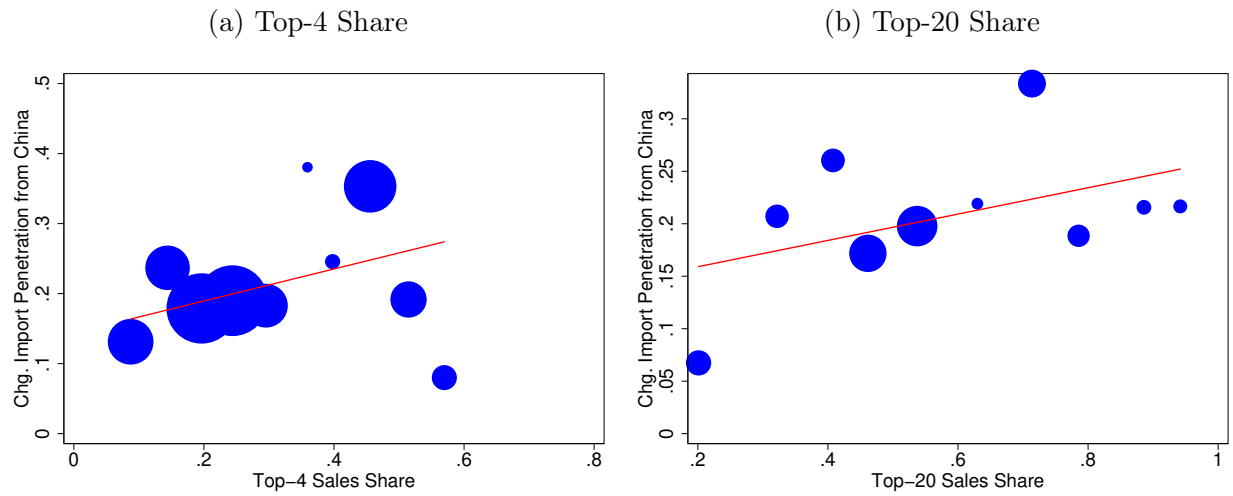 (a) Top-4 Share
Chg. Import Penetration from China
.5
.4
.3
.2
.1
0
0 .2 .4 .6 .8
Top−4 Sales Share
(b) Top-20 Share
Chg. Import Penetration from China
.3
.25
.2
.15
.1
.05
0
.2 .4 .6 .8 1
Top−20 Sales Share